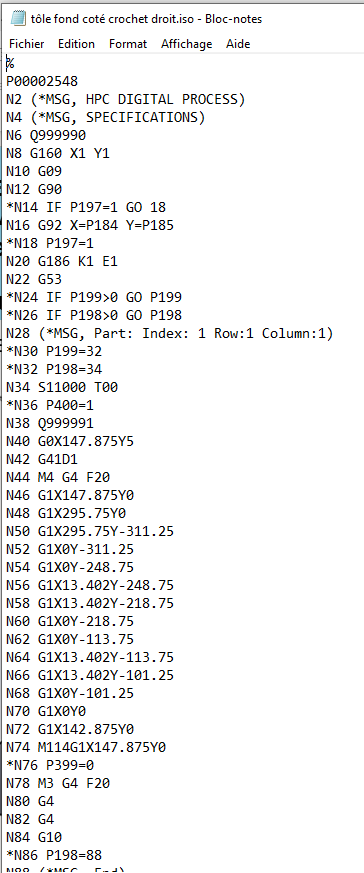 tôle fond coté crochet droit.iso - Bloc-notes
Fichier Edition Format Affichage Aide
%
P00002548
N2 (*MSG, HPC DIGITAL PROCESS)
N4 (*MSG, SPECIFICATIONS)
N6 Q999990
N8 G160 X1 Y1
N10 G09
N12 G90
*N14 IF P197=1 GO 18
N16 G92 X=P184 Y=P185
*N18 P197=1
N20 G186 K1 E1
N22 G53
*N24 IF P199>0 GO P199
*N26 IF P198>0 GO P198
N28 (*MSG, Part: Index: 1 Row:1 Column:1)
*N30 P199=32
*N32 P198=34
N34 S11000 T00
*N36 P400=1
N38 Q999991
N40 G0X147.875Y5
N42 G41D1
N44 M4 G4 F20
N46 G1X147.875Y0
N48 G1X295.75Y0
N50 G1X295.75Y-311.25
N52 G1X0Y-311.25
N54 G1X0Y-248.75
N56 G1X13.402Y-248.75
N58 G1X13.402Y-218.75
N60 G1X0Y-218.75
N62 G1X0Y-113.75
N64 G1X13.402Y-113.75
N66 G1X13.402Y-101.25
N68 G1X0Y-101.25
N70 G1X0Y0
N72 G1X142.875Y0
N74 M114G1X147.875Y0
*N76 P399=0
N78 M3 G4 F20
N80 G4
N82 G4
N84 G10
*N86 P198=88
N88 (*MSG, End)